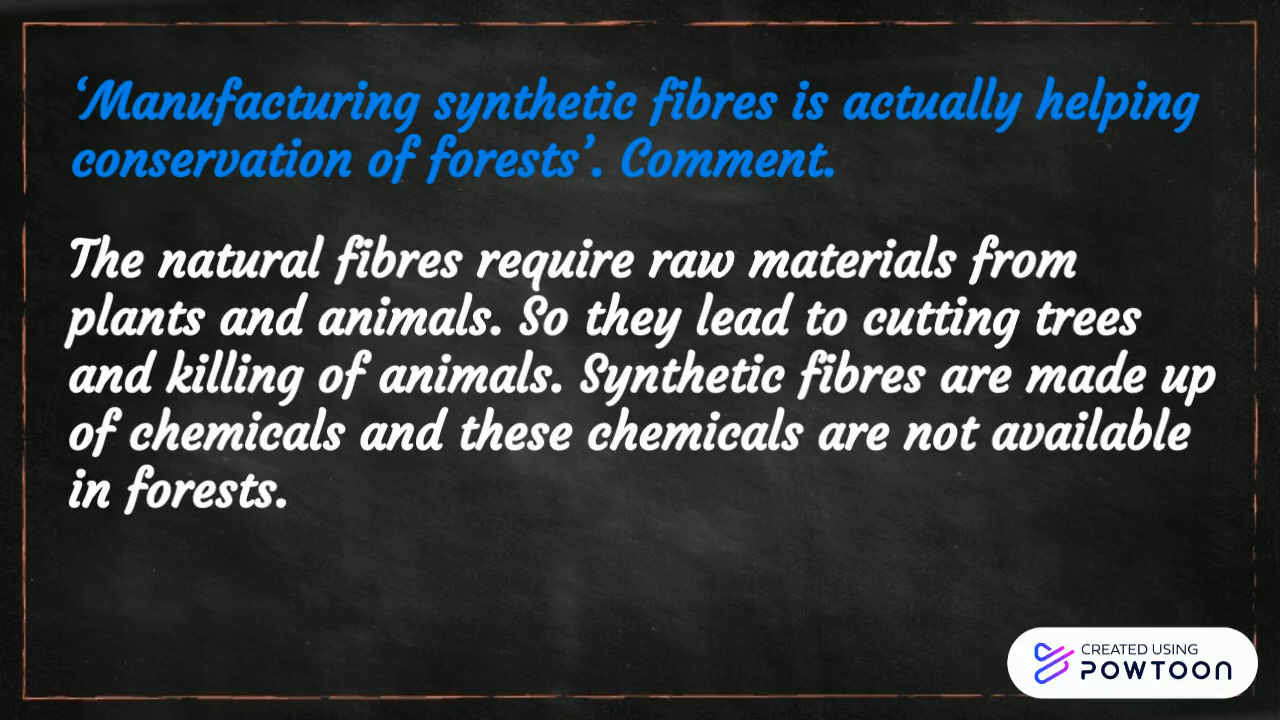 ‘Manufacturing synthetic fibres is actually helping
conservation of forests’. Comment.
The natural fibres require raw materials from
plants and animals. So they lead to cutting trees
and killing of animals. Synthetic fibres are made up
of chemicals and these chemicals are not available
in forests.
CREATED USING
POWTOON